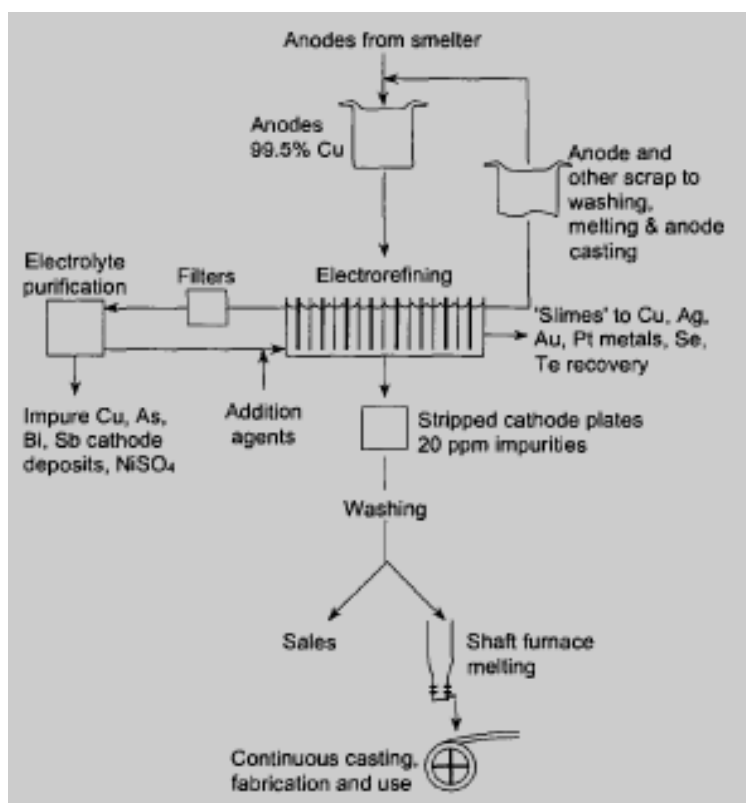 Anodes from smelter
Anodes
99.5% Cu
Anode and
other scrap to
washing,
melting & anode
casting
Electrolyte
purification
Filters
Electrorefining
'Slimes' to Cu, Ag,
Au, Pt metals, Se,
Te recovery
Impure Cu, As,
Bi, Sb cathode
deposits, NiSO₄
Addition
agents
Stripped cathode plates
20 ppm impurities
Washing
Sales
Shaft furnace
melting
Continuous casting,
fabrication and use